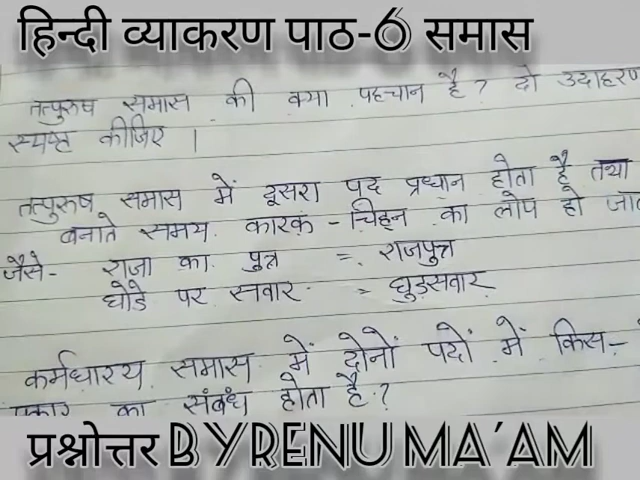 हिन्दी व्याकरण पाठ-6 समास
तत्पुरुष समास की क्या पहचान है? दो उदाहरण
स्पष्ट कीजिए |
तत्पुरुष समास में दूसरा पद प्रधान होता है तथा
बनाते समय कारक - चिह्न का लोप हो
जैसे- राजा का पुत्र = राजपुत्र
घोडे पर सवार = घुड़सवार
कर्मधारय समास में दोनों पदों में किस-
का संबंध होता है?
प्रश्नोत्तर BY RENU MA'AM